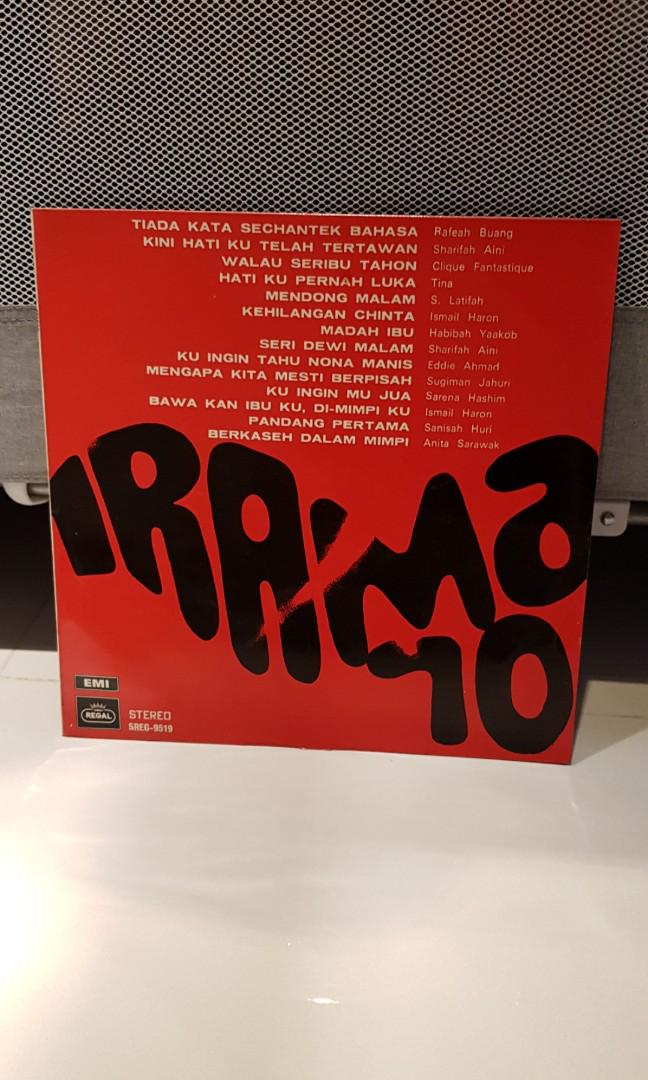 TIADA KATA SECHANTEK BAHASA Rafeah Buang
KINI HATI KU TELAH TERTAWAN Sharifah Aini
WALAU SERIBU TAHON Clique Fantastique
HATI KU PERNAH LUKA Tina
MENDONG MALAM S. Latifah
KEHILANGAN CHINTA Ismail Haron
MADAH IBU Habibah Yaakob
SERI DEWI MALAM Sharifah Aini
KU INGIN TAHU NONA MANIS Eddie Ahmad
MENGAPA KITA MESTI BERPISAH Sugiman Jahuri
KU INGIN MU JUA Sarena Hashim
BAWA KAN IBU KU, DI-MIMPI KU Ismail Haron
PANDANG PERTAMA Sanisah Huri
BERKASEH DALAM MIMPI Anita Sarawak
IRAMA
70
EMI
REGAL
STEREO
SREG-9519